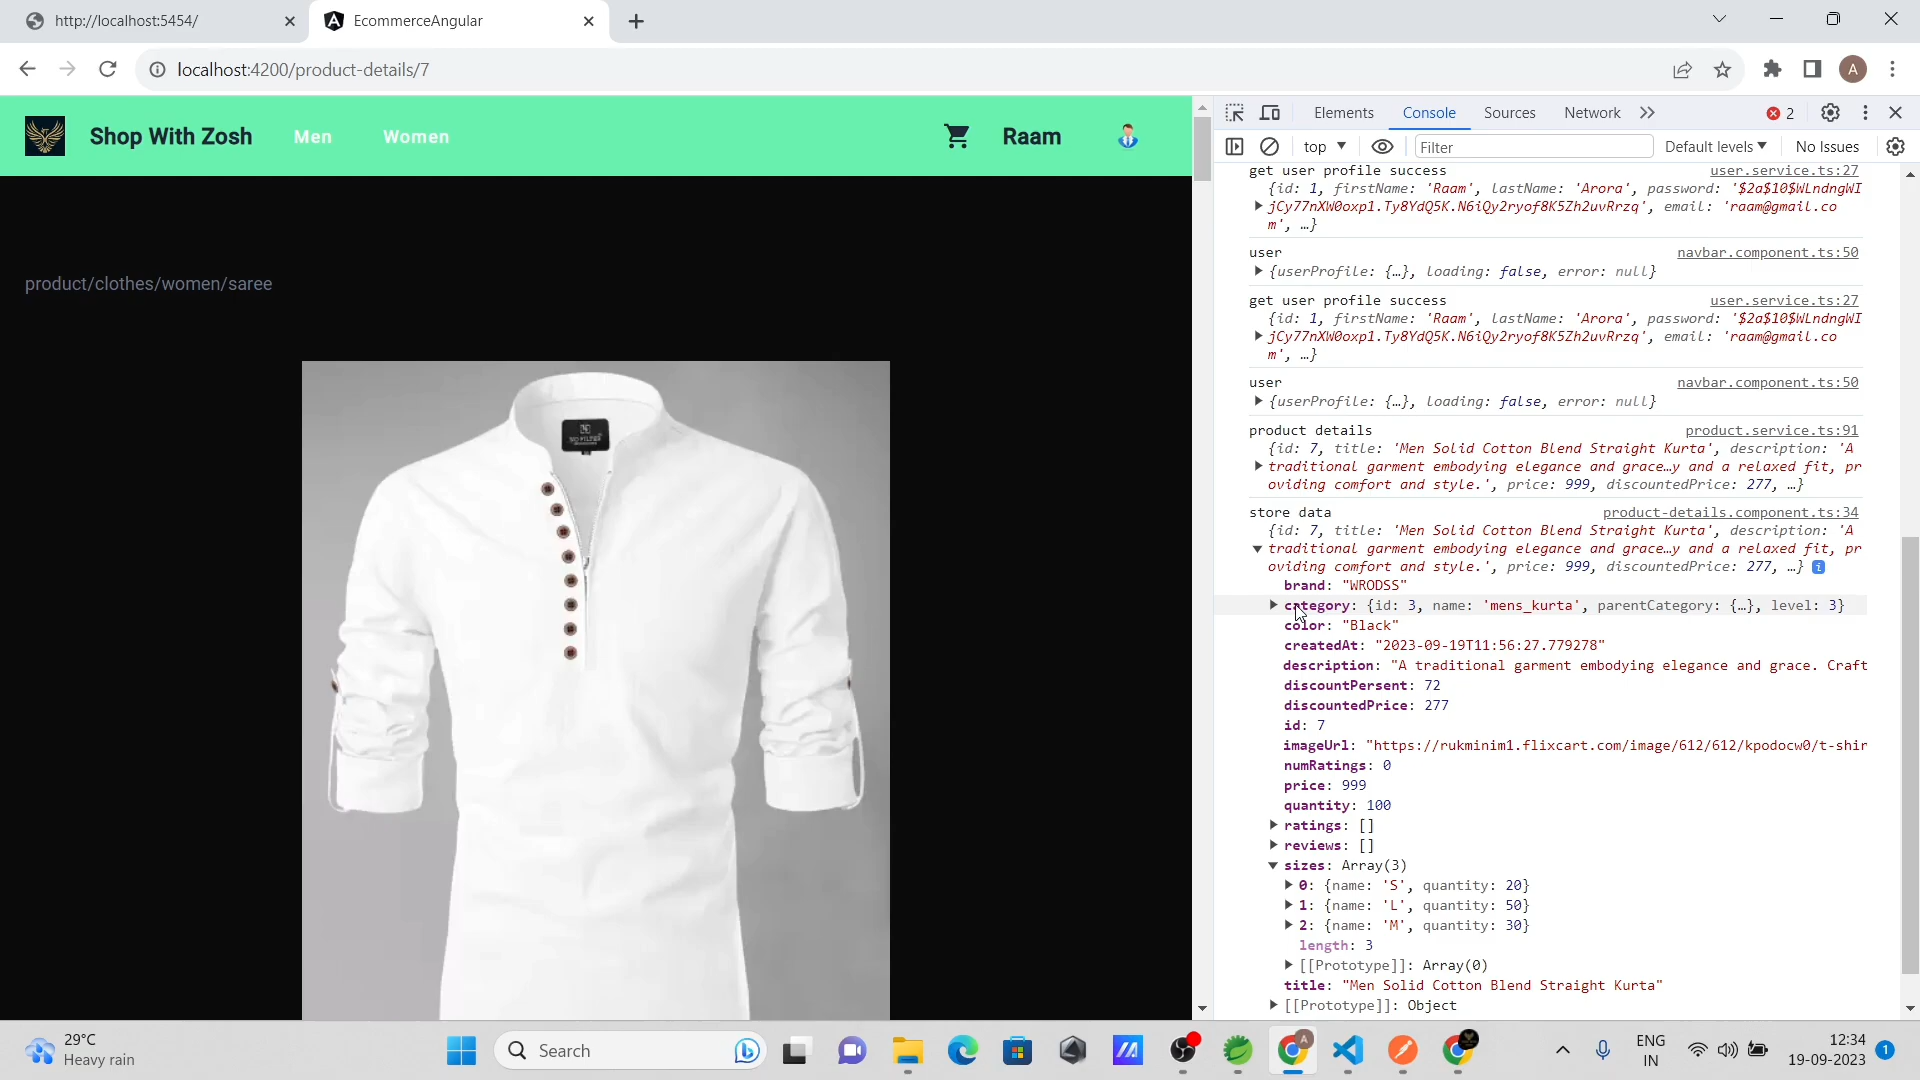 http://localhost:5454/
EcommerceAngular
localhost:4200/product-details/7
A
Shop With Zosh
Men
Women
Raam
product/clothes/women/saree
Elements
Console
Sources
Network
2
top
Filter
Default levels
No Issues
get user profile success
user.service.ts:27
{id: 1, firstName: 'Raam', lastName: 'Arora', password: '$2a$10$WLndngWI
jCy77nXW0oxp1.Ty8YdQ5K.N6iQy2ryof8K5Zh2uvRrzq', email: 'raam@gmail.co
m', …}
user
navbar.component.ts:50
{userProfile: {…}, loading: false, error: null}
get user profile success
user.service.ts:27
{id: 1, firstName: 'Raam', lastName: 'Arora', password: '$2a$10$WLndngWI
jCy77nXW0oxp1.Ty8YdQ5K.N6iQy2ryof8K5Zh2uvRrzq', email: 'raam@gmail.co
m', …}
user
navbar.component.ts:50
{userProfile: {…}, loading: false, error: null}
product details
product.service.ts:91
{id: 7, title: 'Men Solid Cotton Blend Straight Kurta', description: 'A
traditional garment embodying elegance and grace…y and a relaxed fit, pr
oviding comfort and style.', price: 999, discountedPrice: 277, …}
store data
product-details.component.ts:34
{id: 7, title: 'Men Solid Cotton Blend Straight Kurta', description: 'A
traditional garment embodying elegance and grace…y and a relaxed fit, pr
oviding comfort and style.', price: 999, discountedPrice: 277, …}
brand: "WRODSS"
category: {id: 3, name: 'mens_kurta', parentCategory: {…}, level: 3}
color: "Black"
createdAt: "2023-09-19T11:56:27.779278"
description: "A traditional garment embodying elegance and grace. Craft
discountPersent: 72
discountedPrice: 277
id: 7
imageUrl: "https://rukminim1.flixcart.com/image/612/612/kpodocw0/t-shir
numRatings: 0
price: 999
quantity: 100
ratings: []
reviews: []
sizes: Array(3)
0: {name: 'S', quantity: 20}
1: {name: 'L', quantity: 50}
2: {name: 'M', quantity: 30}
length: 3
[[Prototype]]: Array(0)
title: "Men Solid Cotton Blend Straight Kurta"
[[Prototype]]: Object
29°C
Heavy rain
Search
ENG
IN
12:34
19-09-2023
1